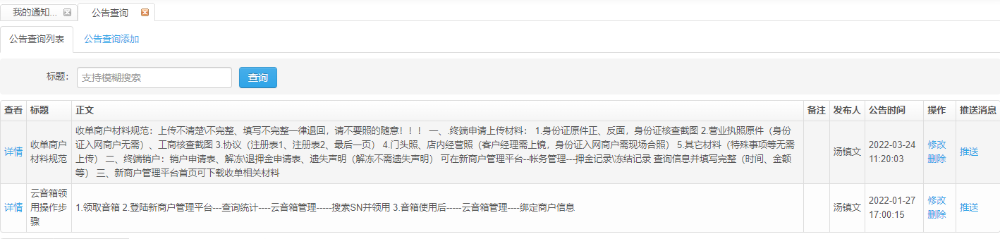 我的通知...
公告查询
公告查询列表
公告查询添加
标题：
支持模糊搜索
查询
查看 标题 正文 备注 发布人 公告时间 操作 推送消息
详情
收单商户
材料规范
收单商户材料规范：上传不清楚\不完整、填写不完整一律退回，请不要照的随意！！！ 一、.终端申请上传材料： 1.身份证原件正、反面，身份证核查截图 2.营业执照原件（身份
证入网商户无需）、工商核查截图 3.协议（注册表1、注册表2、最后一页） 4.门头照、店内经营照（客户经理需上镜，身份证入网商户需现场合照） 5.其它材料（特殊事项等无需
上传） 二、终端销户：销户申请表、解冻\退押金申请表、遗失声明（解冻不需遗失声明） 可在新商户管理平台--帐务管理---押金记录\冻结记录 查询信息并填写完整（时间、金额
等） 三、新商户管理平台首页可下载收单相关材料
汤镇文
2022-03-24
11:20:03
修改
删除
推送
详情
云音箱领
用操作步
骤
1.领取音箱 2.登陆新商户管理平台---查询统计----云音箱管理-----搜索SN并领用 3.音箱使用后-----云音箱管理----绑定商户信息
汤镇文
2022-01-27
17:00:15
修改
删除
推送